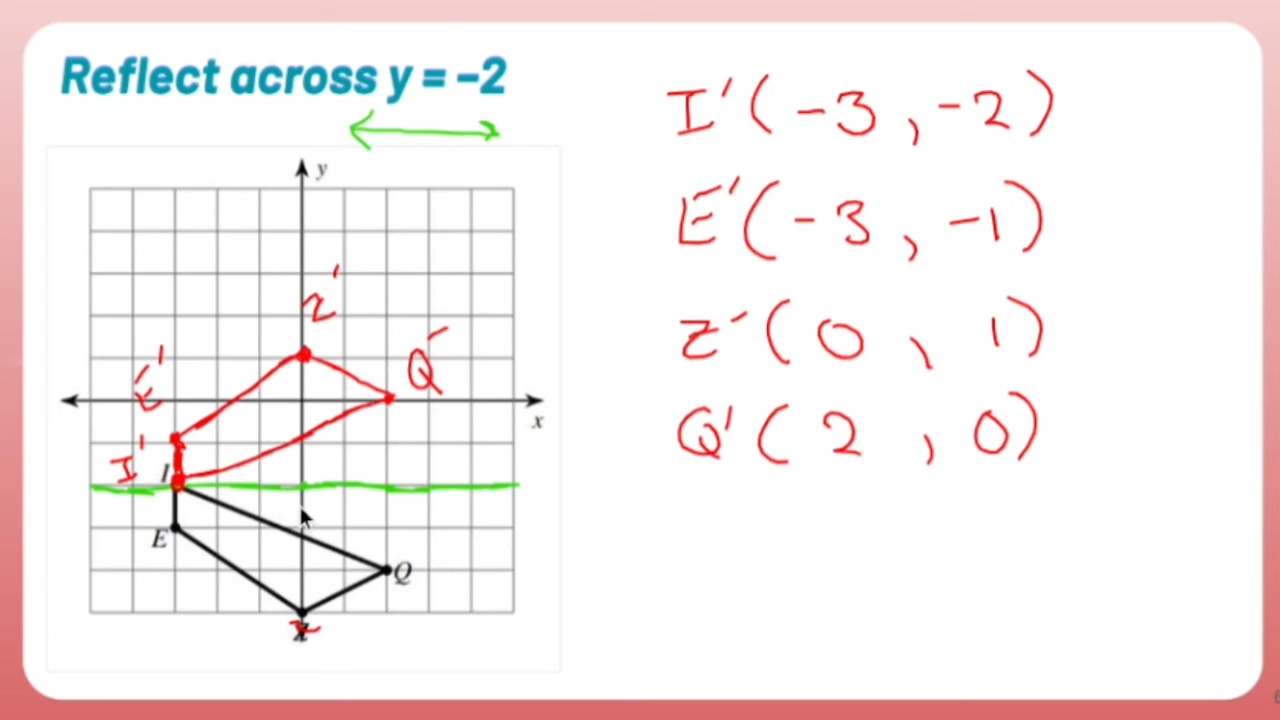 Reflect across y = -2
I'(-3, -2)
E'(-3, -1)
Z'(0, 1)
Q'(2, 0)
y
Z'
Q'
E'
x
I'
I
E
Q
Z